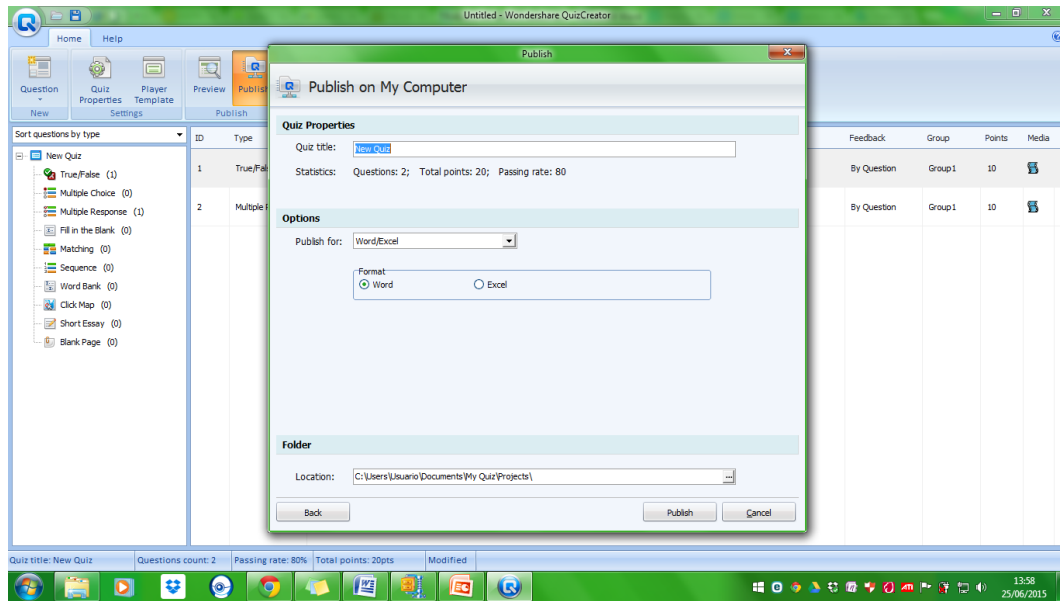 Untitled - Wondershare QuizCreator
Home Help
Question
Quiz Properties
Player Template
Preview
Publish
New Settings Publish
Sort questions by type
New Quiz
True/False (1)
Multiple Choice (0)
Multiple Response (1)
Fill in the Blank (0)
Matching (0)
Sequence (0)
Word Bank (0)
Click Map (0)
Short Essay (0)
Blank Page (0)
ID Type Feedback Group Points Media
1 True/Fal By Question Group1 10
2 Multiple By Question Group1 10
Publish
Publish on My Computer
Quiz Properties
Quiz title: New Quiz
Statistics: Questions: 2; Total points: 20; Passing rate: 80
Options
Publish for: Word/Excel
Format
Word Excel
Folder
Location: C:\Users\Usuario\Documents\My Quiz\Projects\
...
Back Publish Cancel
Quiz title: New Quiz Questions count: 2 Passing rate: 80% Total points: 20pts Modified
13:58
25/06/2015